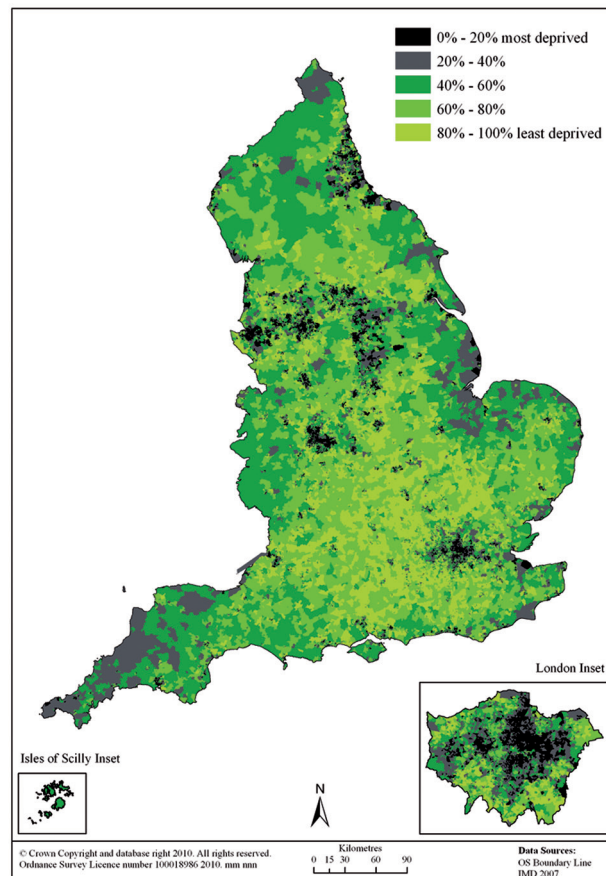 0% - 20% most deprived
20% - 40%
40% - 60%
60% - 80%
80% - 100% least deprived
London Inset
Isles of Scilly Inset
N
© Crown Copyright and database right 2010. All rights reserved.
Ordnance Survey Licence number 100018986 2010. mm nnn
Kilometres
0 15 30 60 90
Data Sources:
OS Boundary Line
IMD 2007